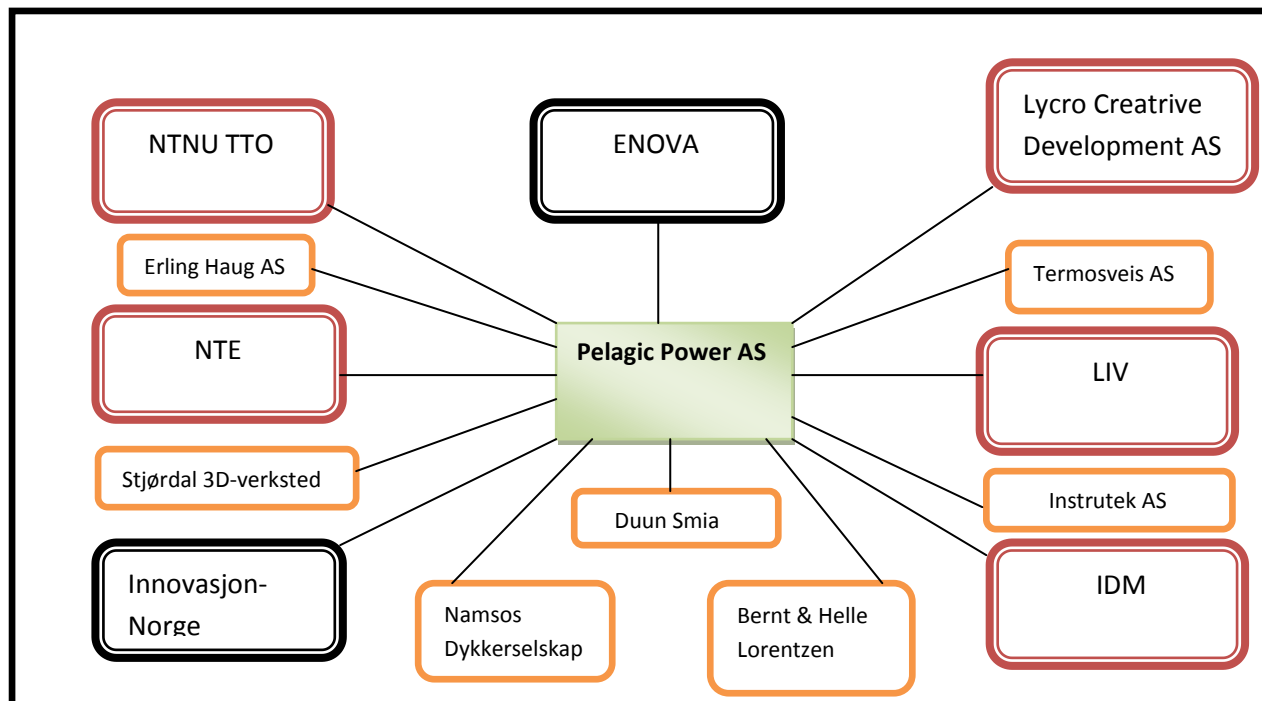 NTNU TTO
ENOVA
Lycro Creatrive
Development AS
Erling Haug AS
Termosveis AS
NTE
Pelagic Power AS
LIV
Stjørdal 3D-verksted
Duun Smia
Instrutek AS
Innovasjon-
Norge
Namsos
Dykkerselskap
Bernt & Helle
Lorentzen
IDM